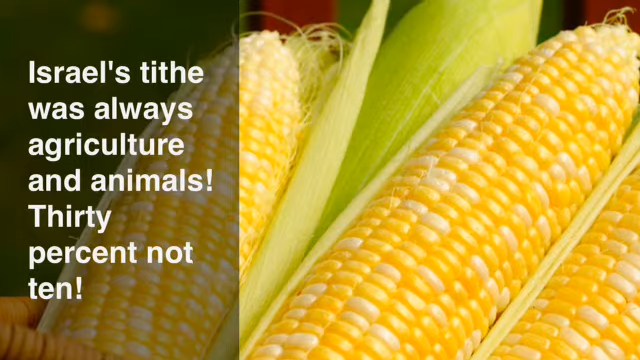 Israel's tithe
was always
agriculture
and animals!
Thirty
percent not
ten!